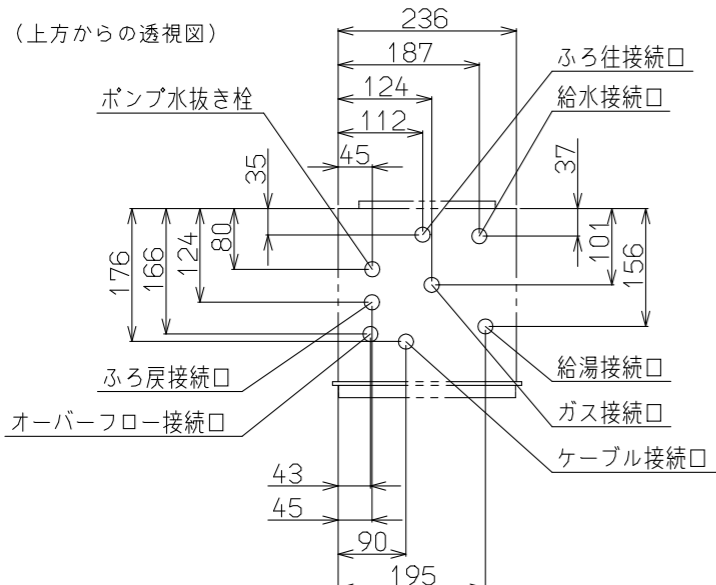 236
（上方からの透視図）
187
ふろ往接続口
124
給水接続口
ポンプ水抜き栓
112
45
35
37
80
101
124
156
166
176
給湯接続口
ふろ戻接続口
ガス接続口
オーバーフロー接続口
ケーブル接続口
43
45
90
195